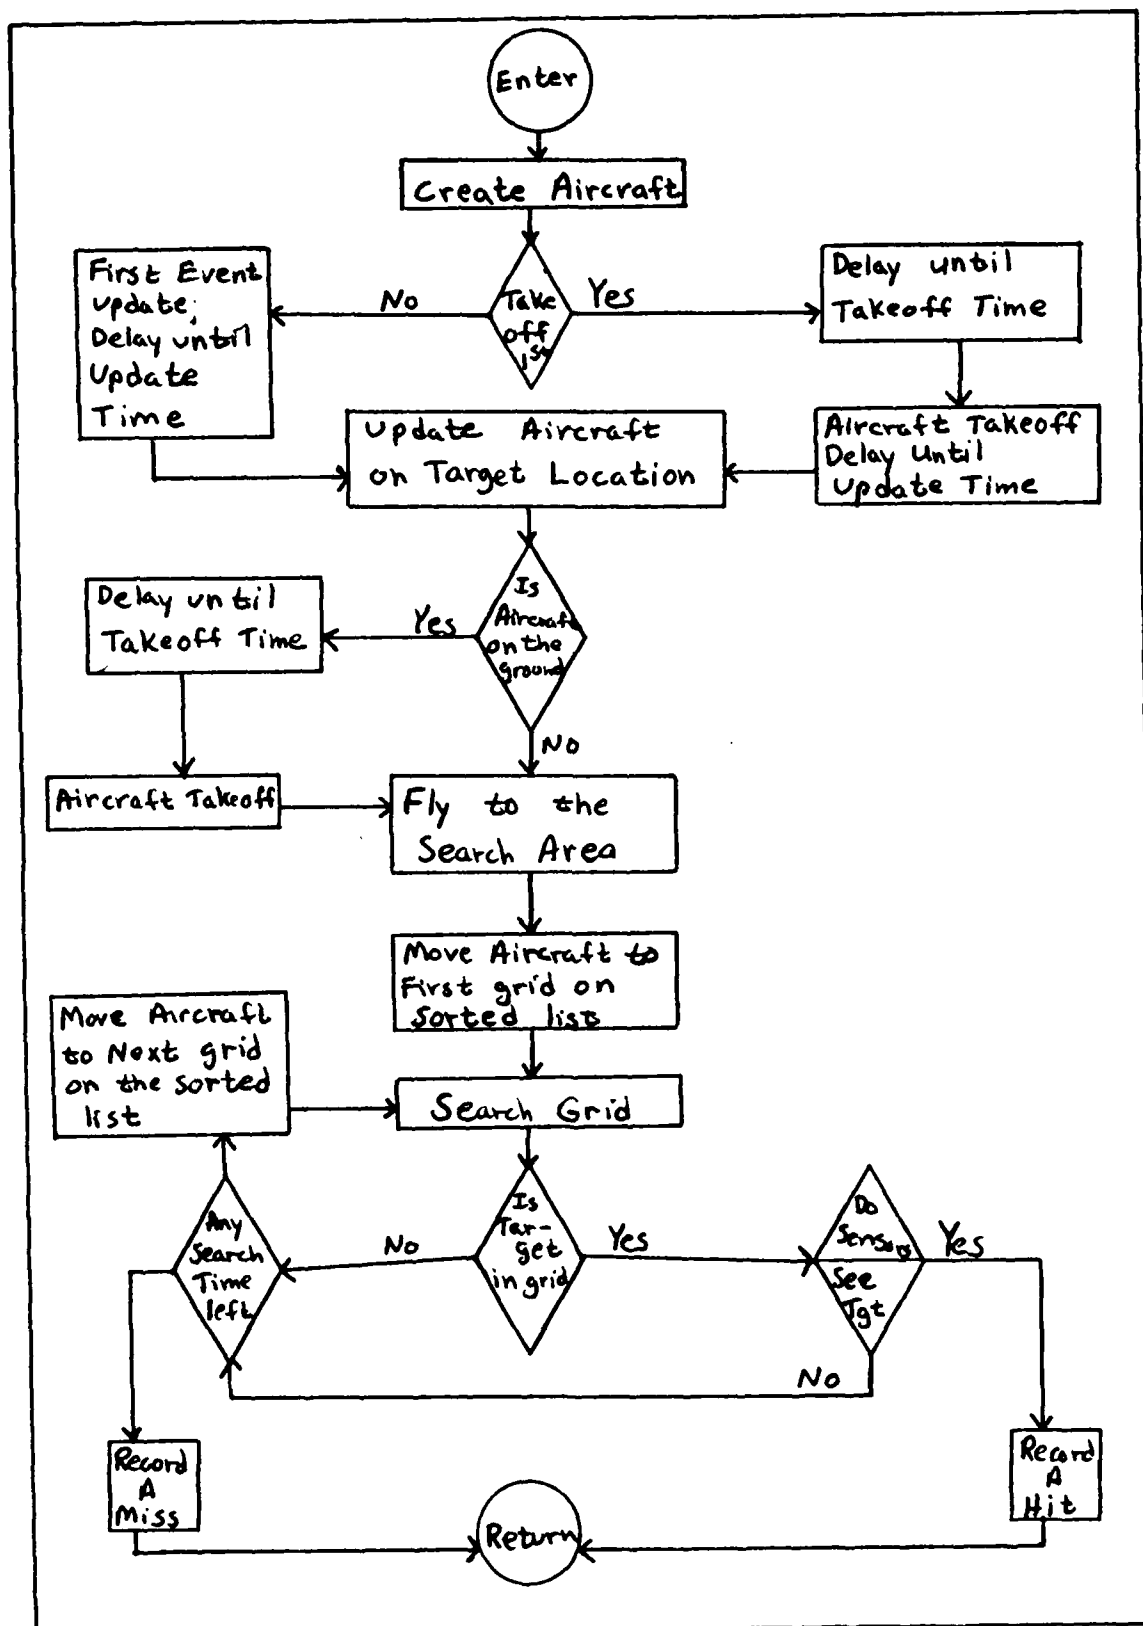 Enter
Create Aircraft
First Event
Update;
Delay until
Update
Time
No
Take
off
1st
Yes
Delay until
Takeoff Time
Update Aircraft
on Target Location
Aircraft Takeoff
Delay Until
Update Time
Delay until
Takeoff Time
Yes
Is
Aircraft
on the
ground
No
Aircraft Takeoff
Fly to the
Search Area
Move Aircraft to
First grid on
Sorted list
Move Aircraft
to Next grid
on the sorted
list
Search Grid
Any
Search
Time
left
No
Is
Tar-
get
in grid
Yes
Do
Sensors
See
Tgt
Yes
No
Record
A
Miss
Return
Record
A
Hit